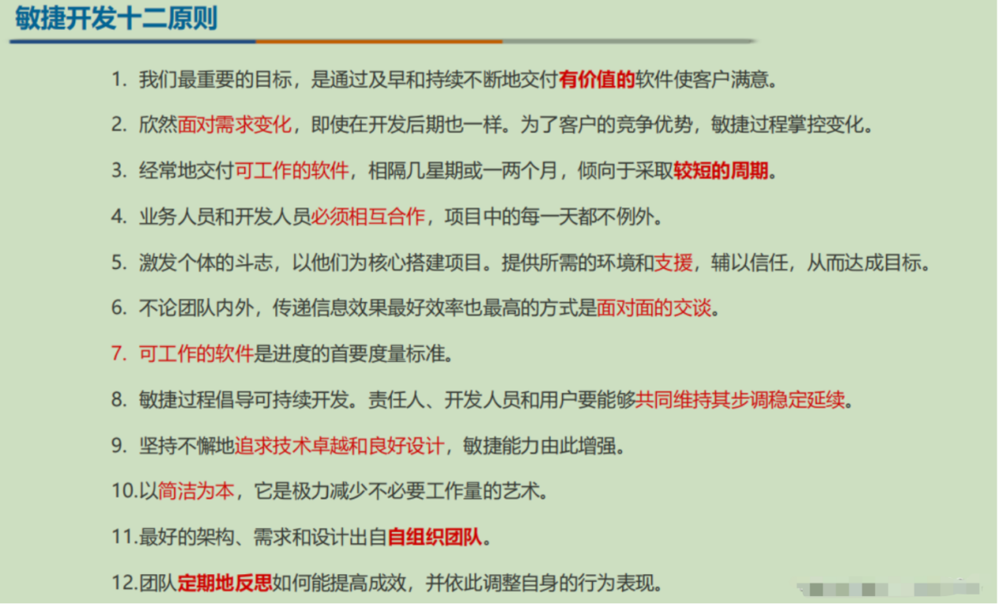 敏捷开发十二原则
1. 我们最重要的目标，是通过及早和持续不断地交付有价值的软件使客户满意。
2. 欣然面对需求变化，即使在开发后期也一样。为了客户的竞争优势，敏捷过程掌控变化。
3. 经常地交付可工作的软件，相隔几星期或一两个月，倾向于采取较短的周期。
4. 业务人员和开发人员必须相互合作，项目中的每一天都不例外。
5. 激发个体的斗志，以他们为核心搭建项目。提供所需的环境和支援，辅以信任，从而达成目标。
6. 不论团队内外，传递信息效果最好效率也最高的方式是面对面的交谈。
7. 可工作的软件是进度的首要度量标准。
8. 敏捷过程倡导可持续开发。责任人、开发人员和用户要能够共同维持其步调稳定延续。
9. 坚持不懈地追求技术卓越和良好设计，敏捷能力由此增强。
10.以简洁为本，它是极力减少不必要工作量的艺术。
11.最好的架构、需求和设计出自自组织团队。
12.团队定期地反思如何能提高成效，并依此调整自身的行为表现。